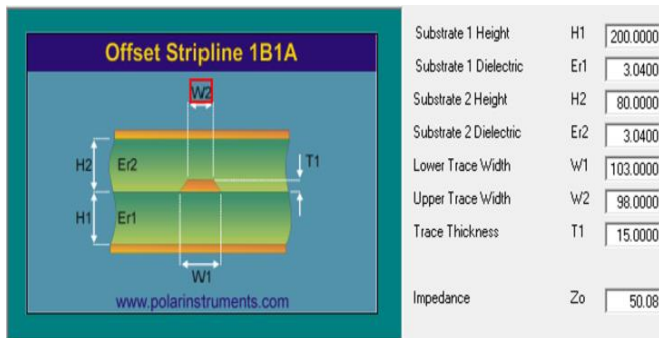 Offset Stripline 1B1A
W2
H2 Er2 T1
H1 Er1
W1
www.polarinstruments.com
Substrate 1 Height H1 200.0000
Substrate 1 Dielectric Er1 3.0400
Substrate 2 Height H2 80.0000
Substrate 2 Dielectric Er2 3.0400
Lower Trace Width W1 103.0000
Upper Trace Width W2 98.0000
Trace Thickness T1 15.0000
Impedance Zo 50.08